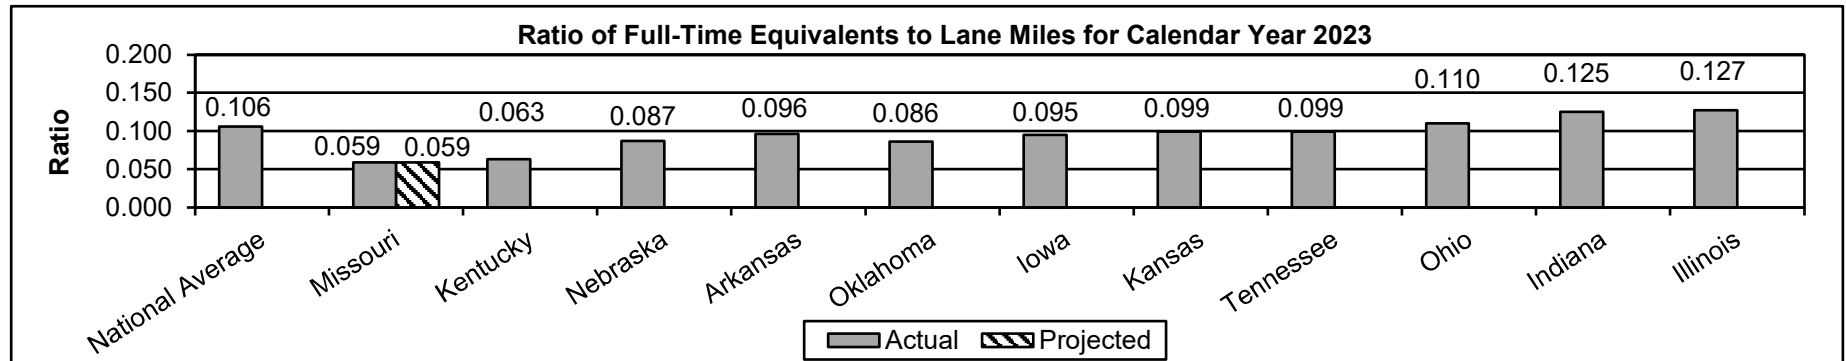 Ratio of Full-Time Equivalents to Lane Miles for Calendar Year 2023
Ratio
0.200
0.150
0.100
0.050
0.000
0.106
0.059
0.059
0.063
0.087
0.096
0.086
0.095
0.099
0.099
0.110
0.125
0.127
National Average
Missouri
Kentucky
Nebraska
Arkansas
Oklahoma
Iowa
Kansas
Tennessee
Ohio
Indiana
Illinois
Actual
Projected